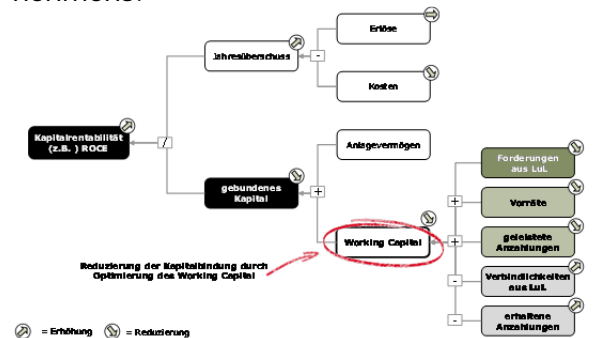 Erlöse
Jahresüberschuss
-
Kosten
Kapitalrentabilität
(z.B. ) ROCE
/
Anlagevermögen
Forderungen
aus LuL
gebundenes
Kapital
+
+
Vorräte
Working Capital
+
geleistete
Anzahlungen
Reduzierung der Kapitalbindung durch
Optimierung des Working Capital
-
Verbindlichkeiten
aus LuL
-
erhaltene
Anzahlungen
= Erhöhung
= Reduzierung